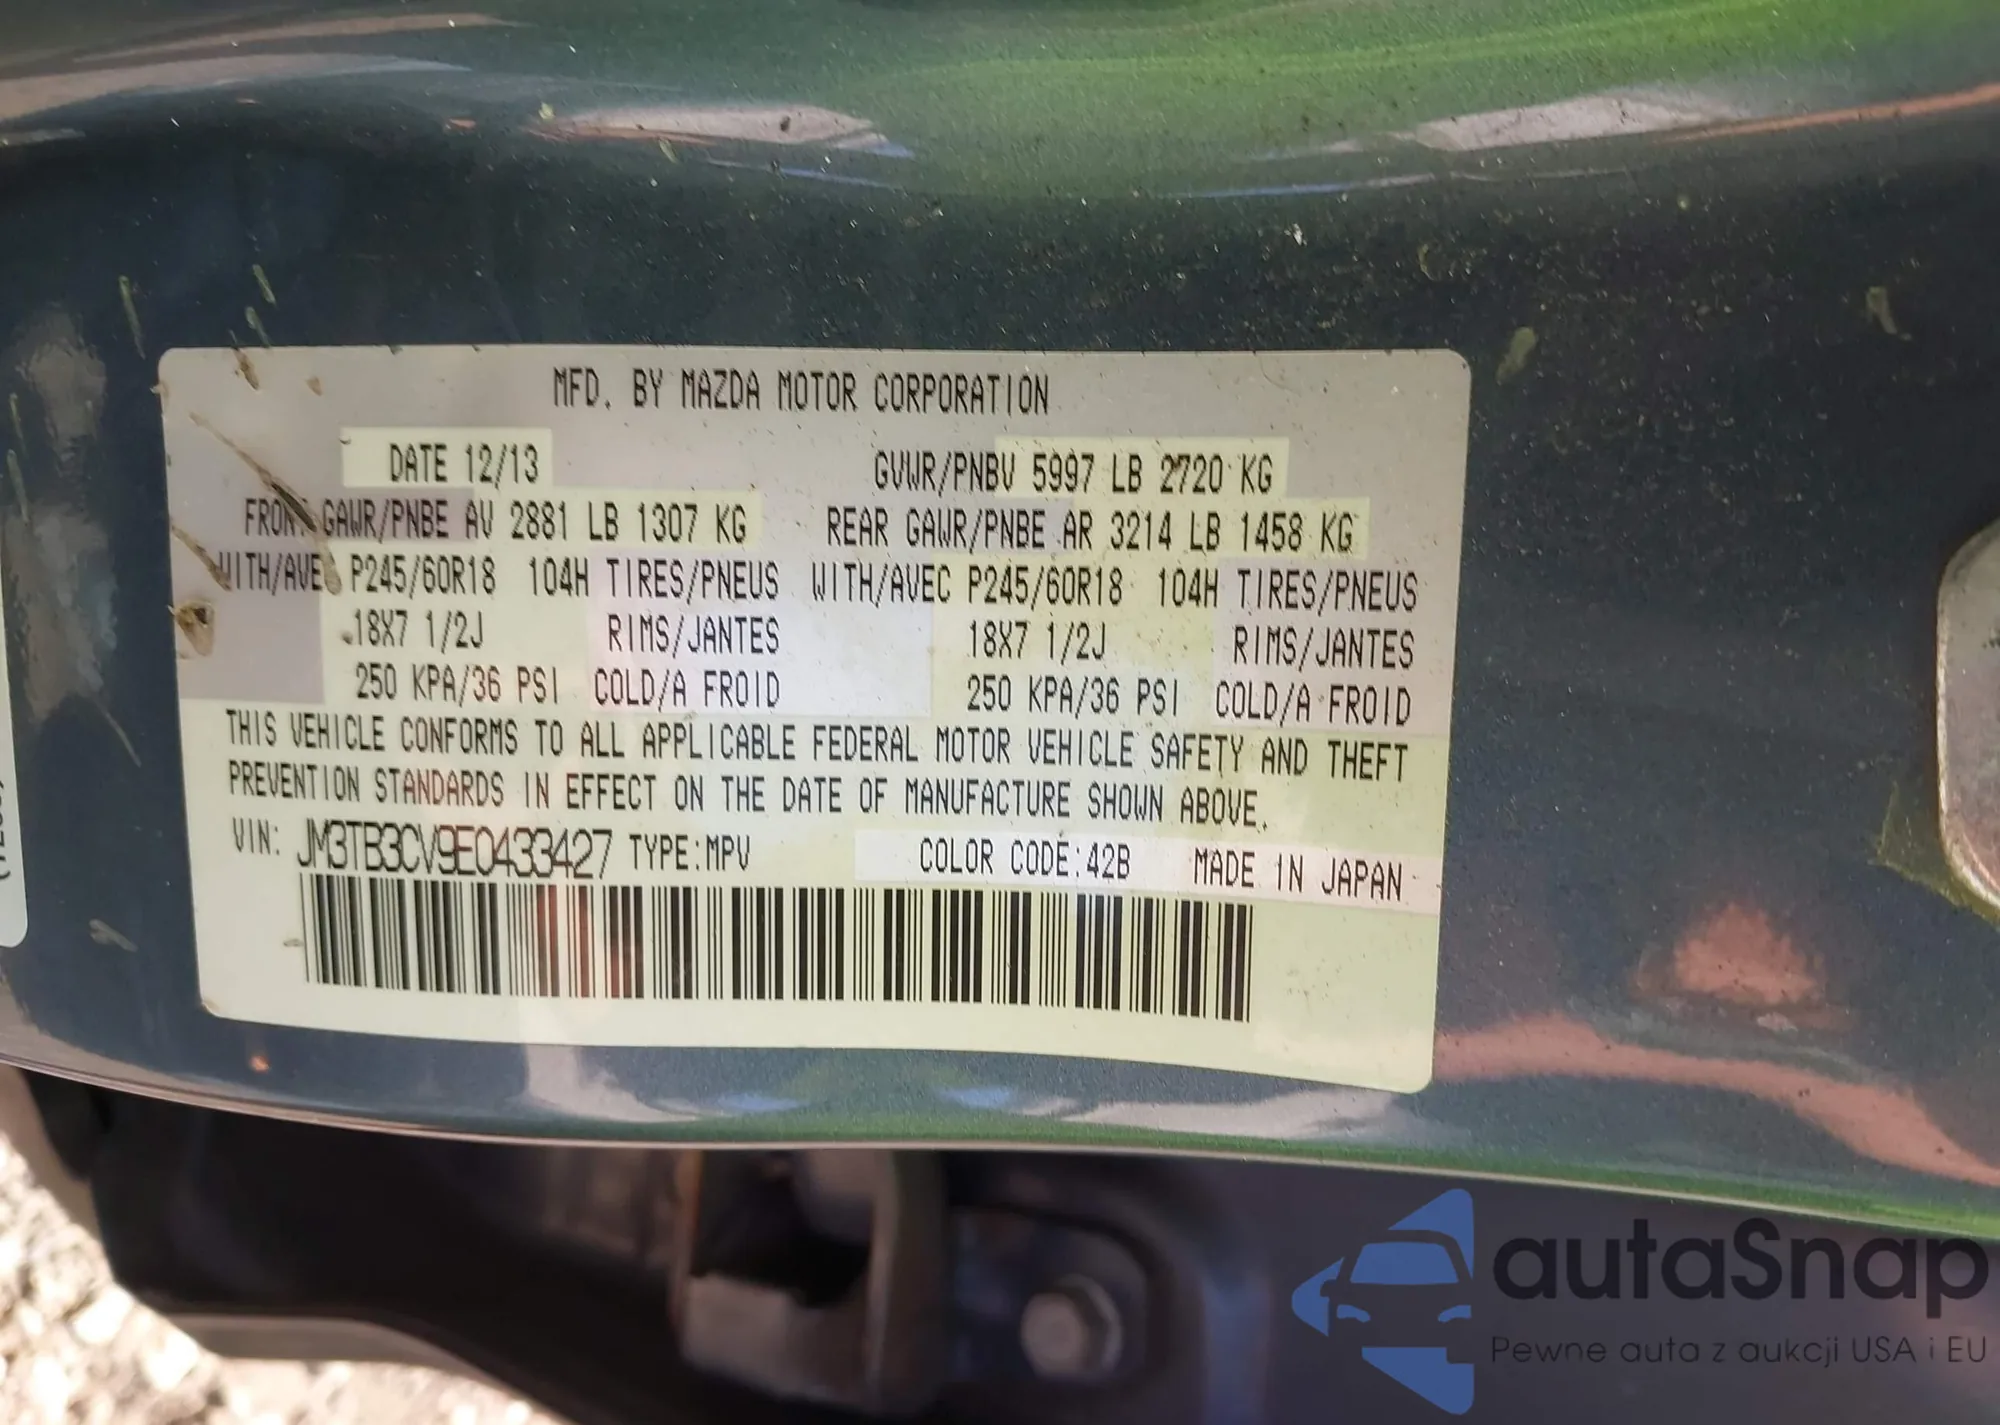 MFD. BY MAZDA MOTOR CORPORATION
DATE 12/13 GVWR/PNBV 5997 LB 2720 KG
FRONT GAWR/PNBE AV 2881 LB 1307 KG REAR GAWR/PNBE AR 3214 LB 1458 KG
WITH/AVEC P245/60R18 104H TIRES/PNEUS WITH/AVEC P245/60R18 104H TIRES/PNEUS
18X7 1/2J RIMS/JANTES 18X7 1/2J RIMS/JANTES
250 KPA/36 PSI COLD/A FROID 250 KPA/36 PSI COLD/A FROID
THIS VEHICLE CONFORMS TO ALL APPLICABLE FEDERAL MOTOR VEHICLE SAFETY AND THEFT
PREVENTION STANDARDS IN EFFECT ON THE DATE OF MANUFACTURE SHOWN ABOVE.
VIN: JM3TB3CV9E0433427 TYPE:MPV COLOR CODE:42B MADE IN JAPAN
autaSnap
Pewne auta z aukcji USA i EU